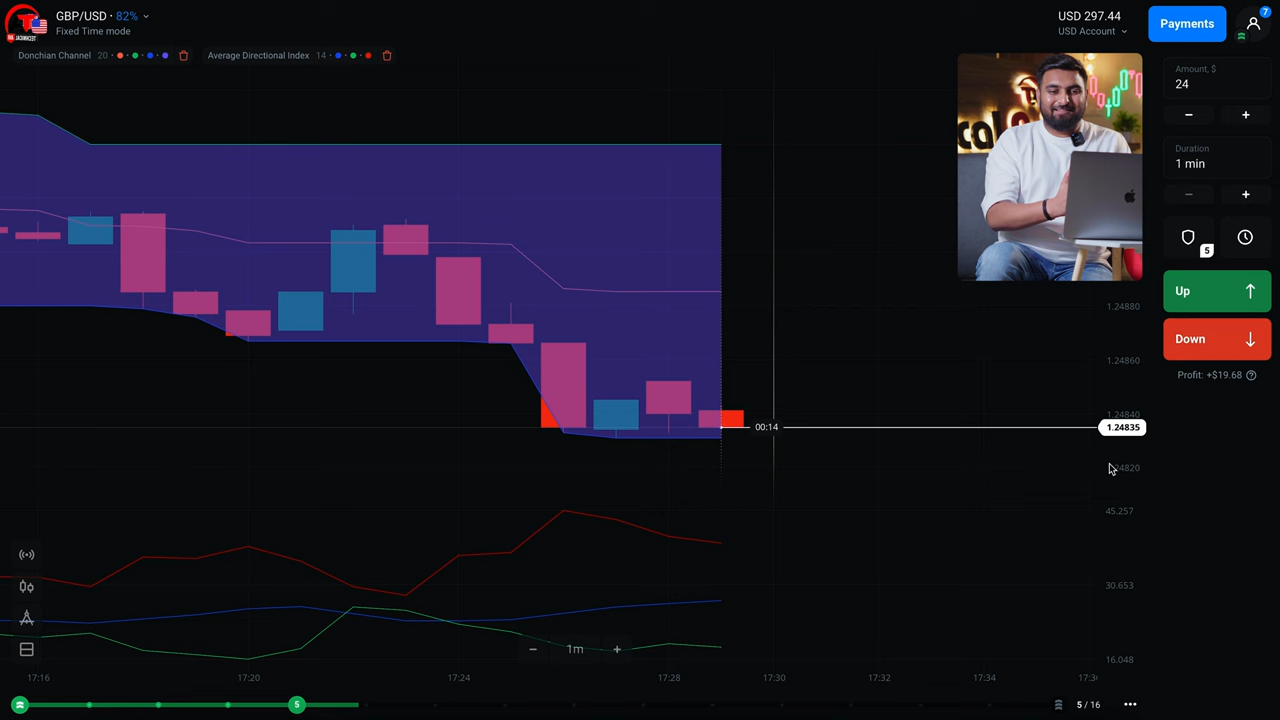 GBP/USD · 82%
Fixed Time mode
USD 297.44
USD Account
Payments
7
Donchian Channel 20
Average Directional Index 14
Amount, $
24
Duration
1 min
5
Up
Down
Profit: +$19.68
1.24880
1.24860
1.24840
00:14
1.24835
1.24820
45.257
30.653
16.048
1m
17:16
17:20
17:24
17:28
17:30
17:32
17:34
5
5 / 16